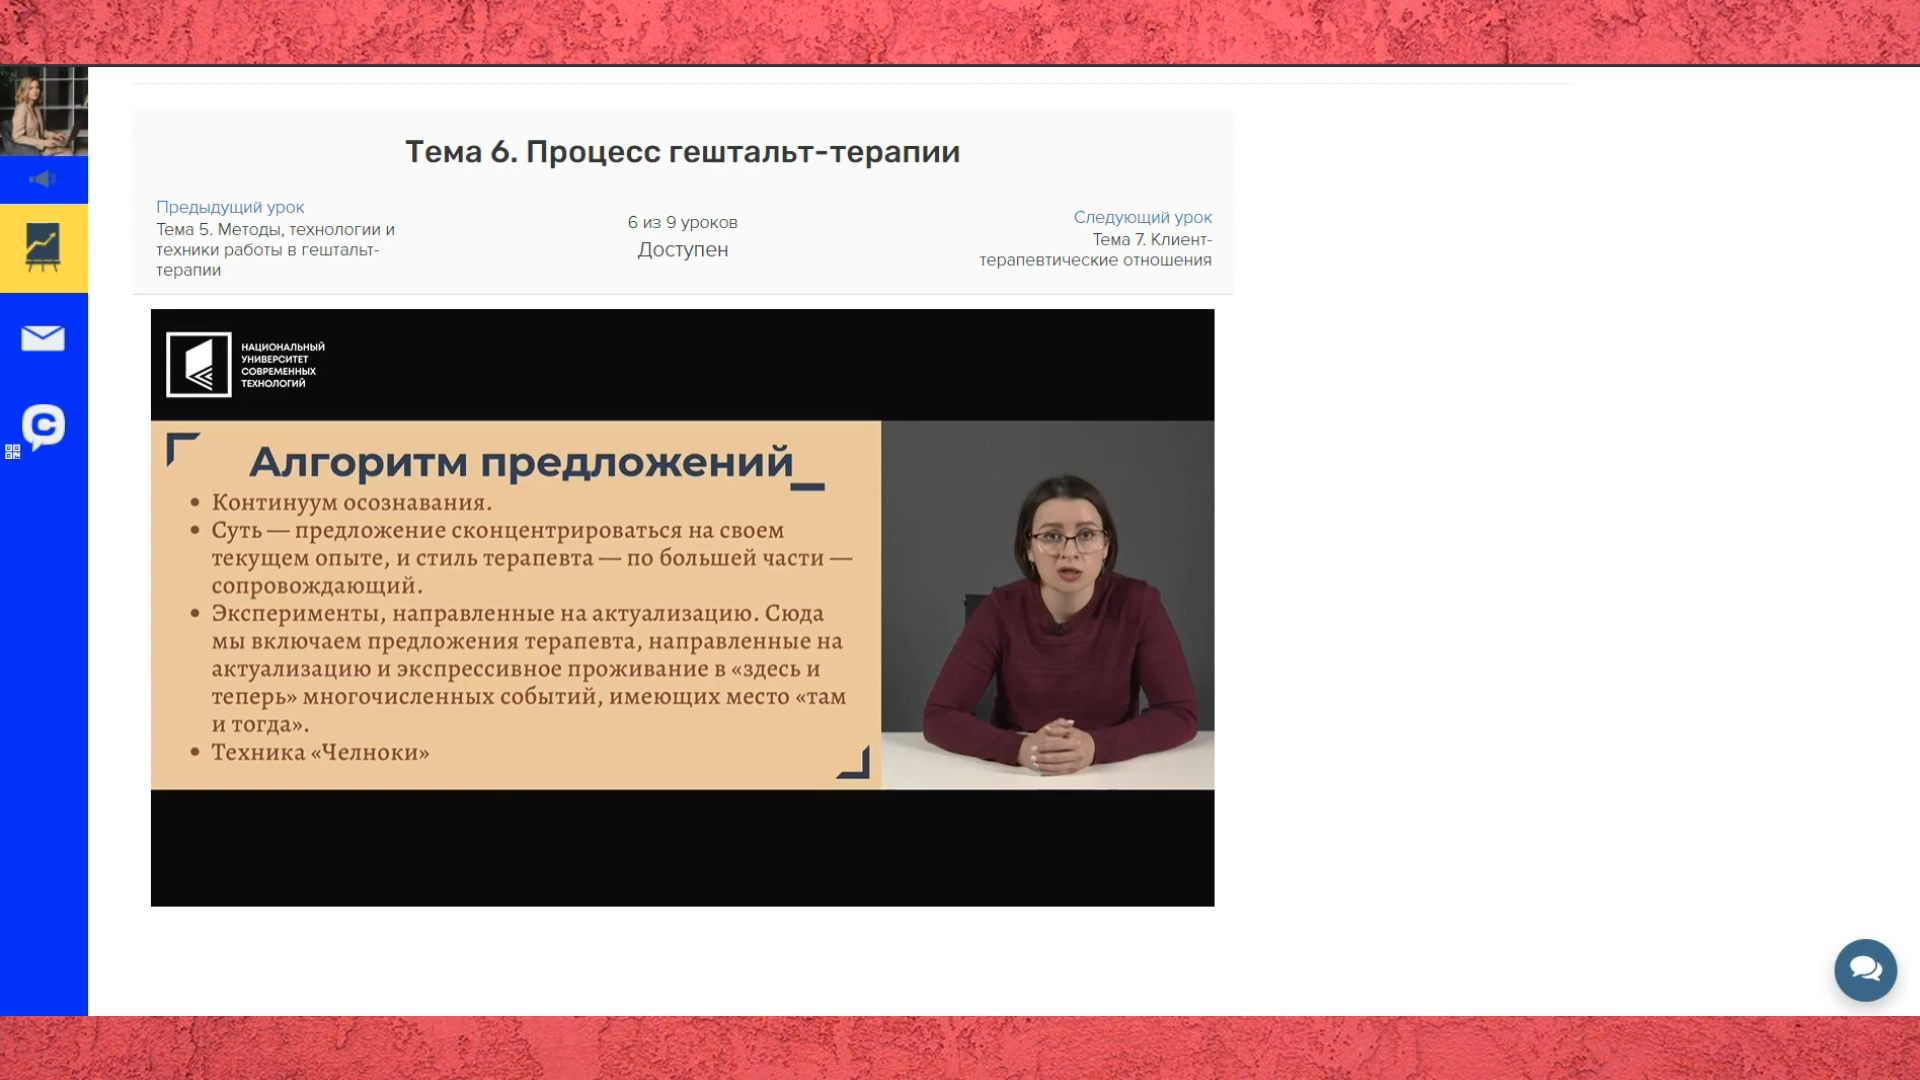 Тема 6. Процесс гештальт-терапии
Предыдущий урок
Тема 5. Методы, технологии и
техники работы в гештальт-
терапии
6 из 9 уроков
Доступен
Следующий урок
Тема 7. Клиент-
терапевтические отношения
НАЦИОНАЛЬНЫЙ
УНИВЕРСИТЕТ
СОВРЕМЕННЫХ
ТЕХНОЛОГИЙ
Алгоритм предложений_
• Континуум осознавания.
• Суть — предложение сконцентрироваться на своем
текущем опыте, и стиль терапевта — по большей части —
сопровождающий.
• Эксперименты, направленные на актуализацию. Сюда
мы включаем предложения терапевта, направленные на
актуализацию и экспрессивное проживание в «здесь и
теперь» многочисленных событий, имеющих место «там
и тогда».
• Техника «Челноки»